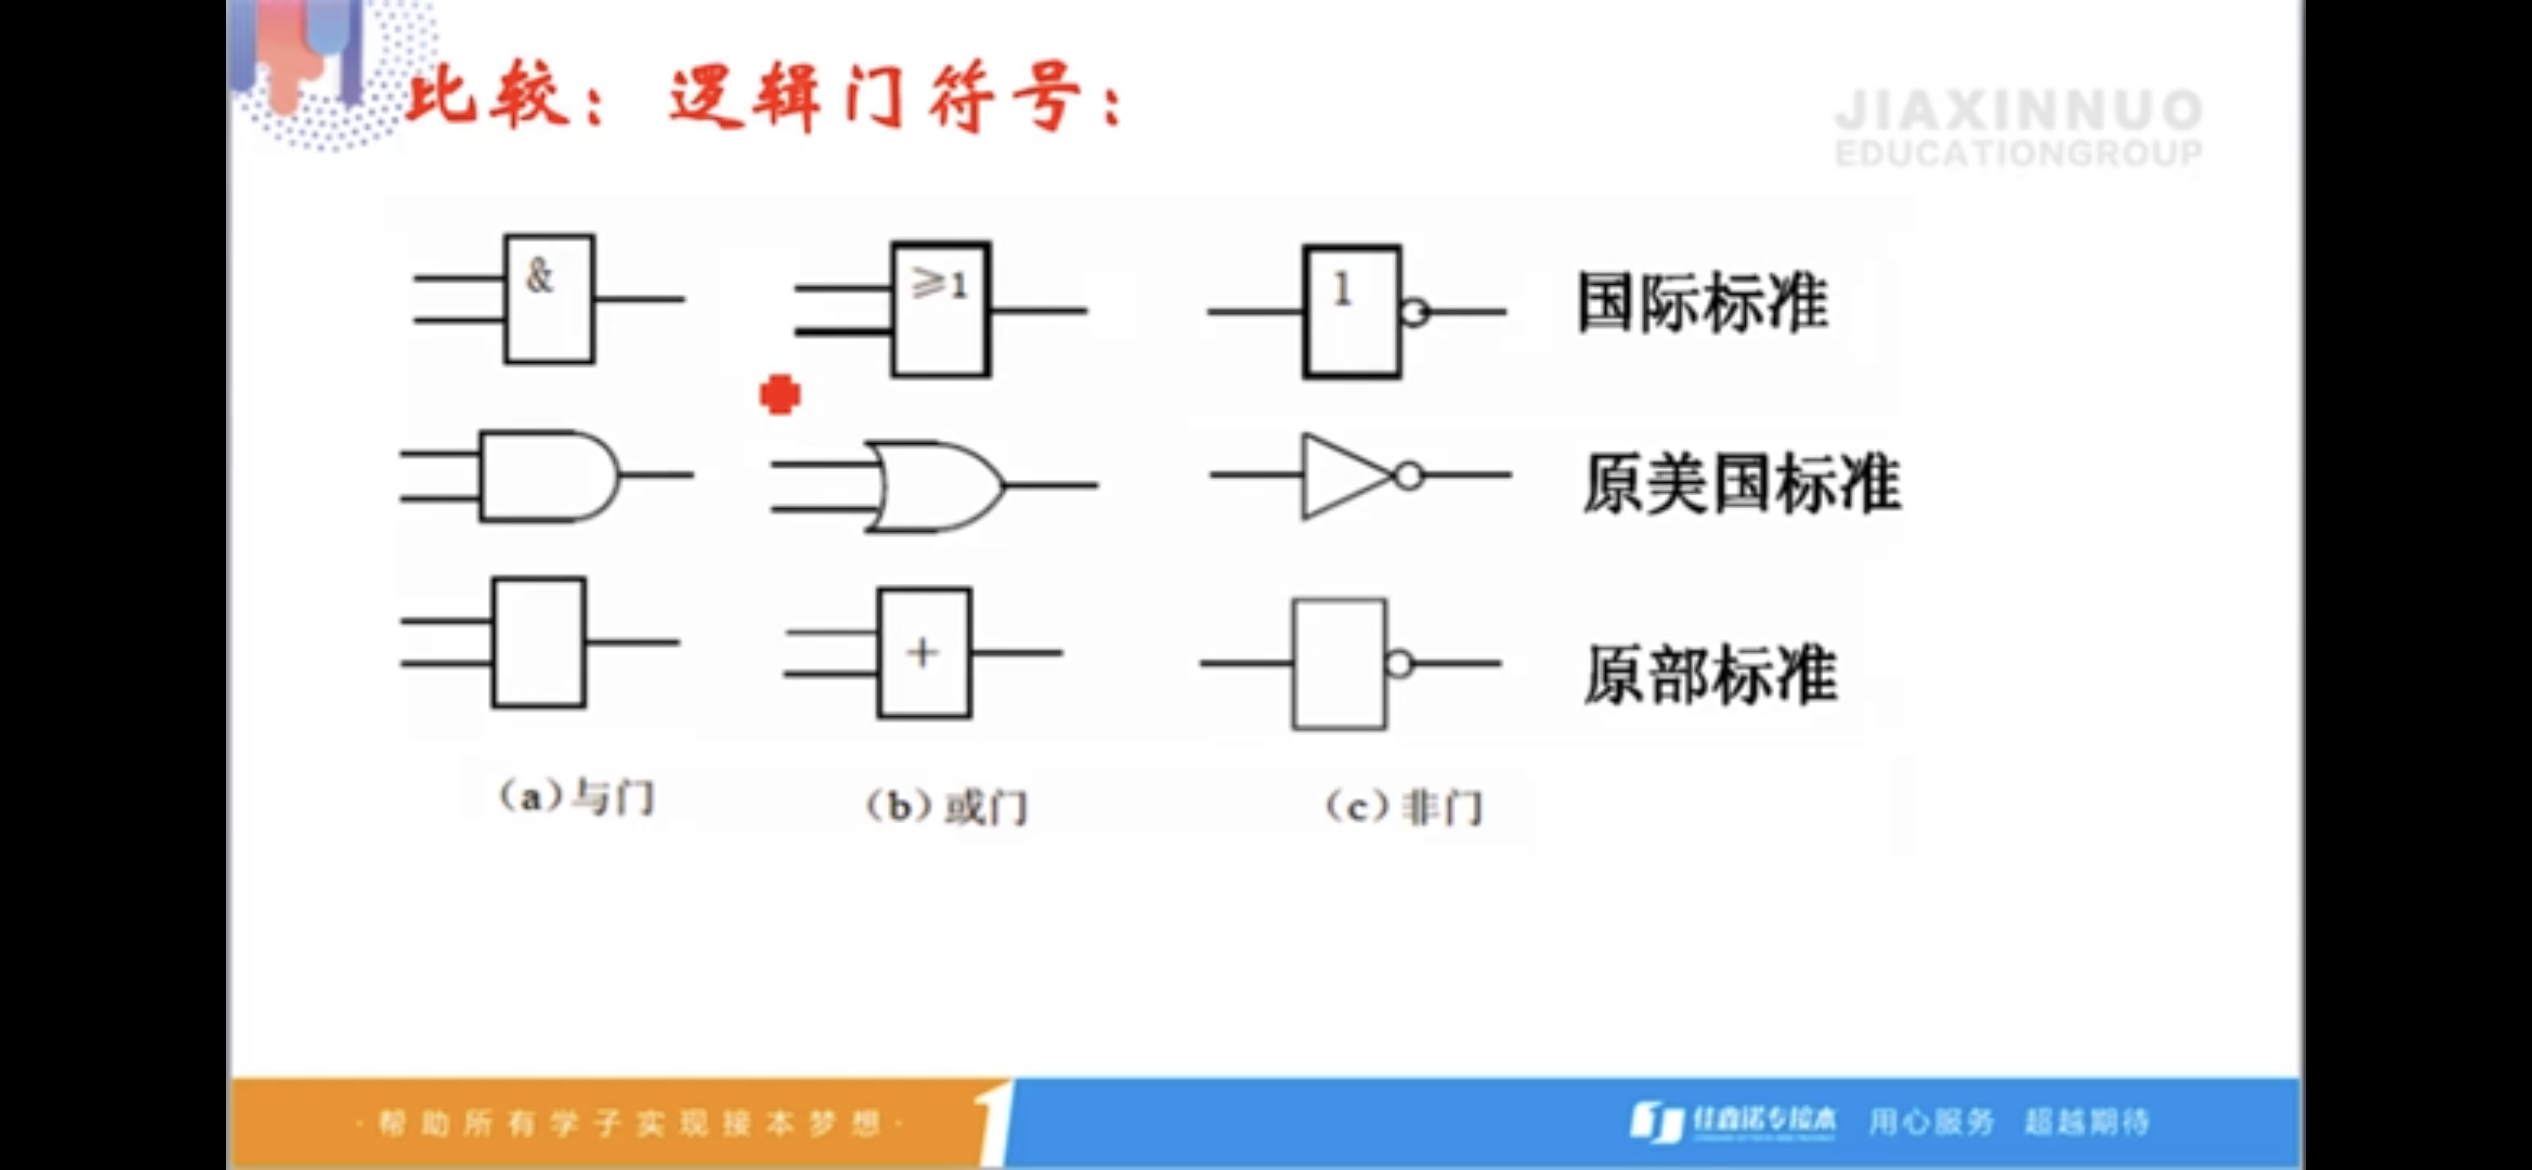 比较：逻辑门符号：
JIAXINNUO
EDUCATIONGROUP
&
≥1
1
国际标准
原美国标准
+
原部标准
(a)与门
(b)或门
(c)非门
·帮助所有学子实现接本梦想·
佳鑫诺专接本
用心服务 超越期待